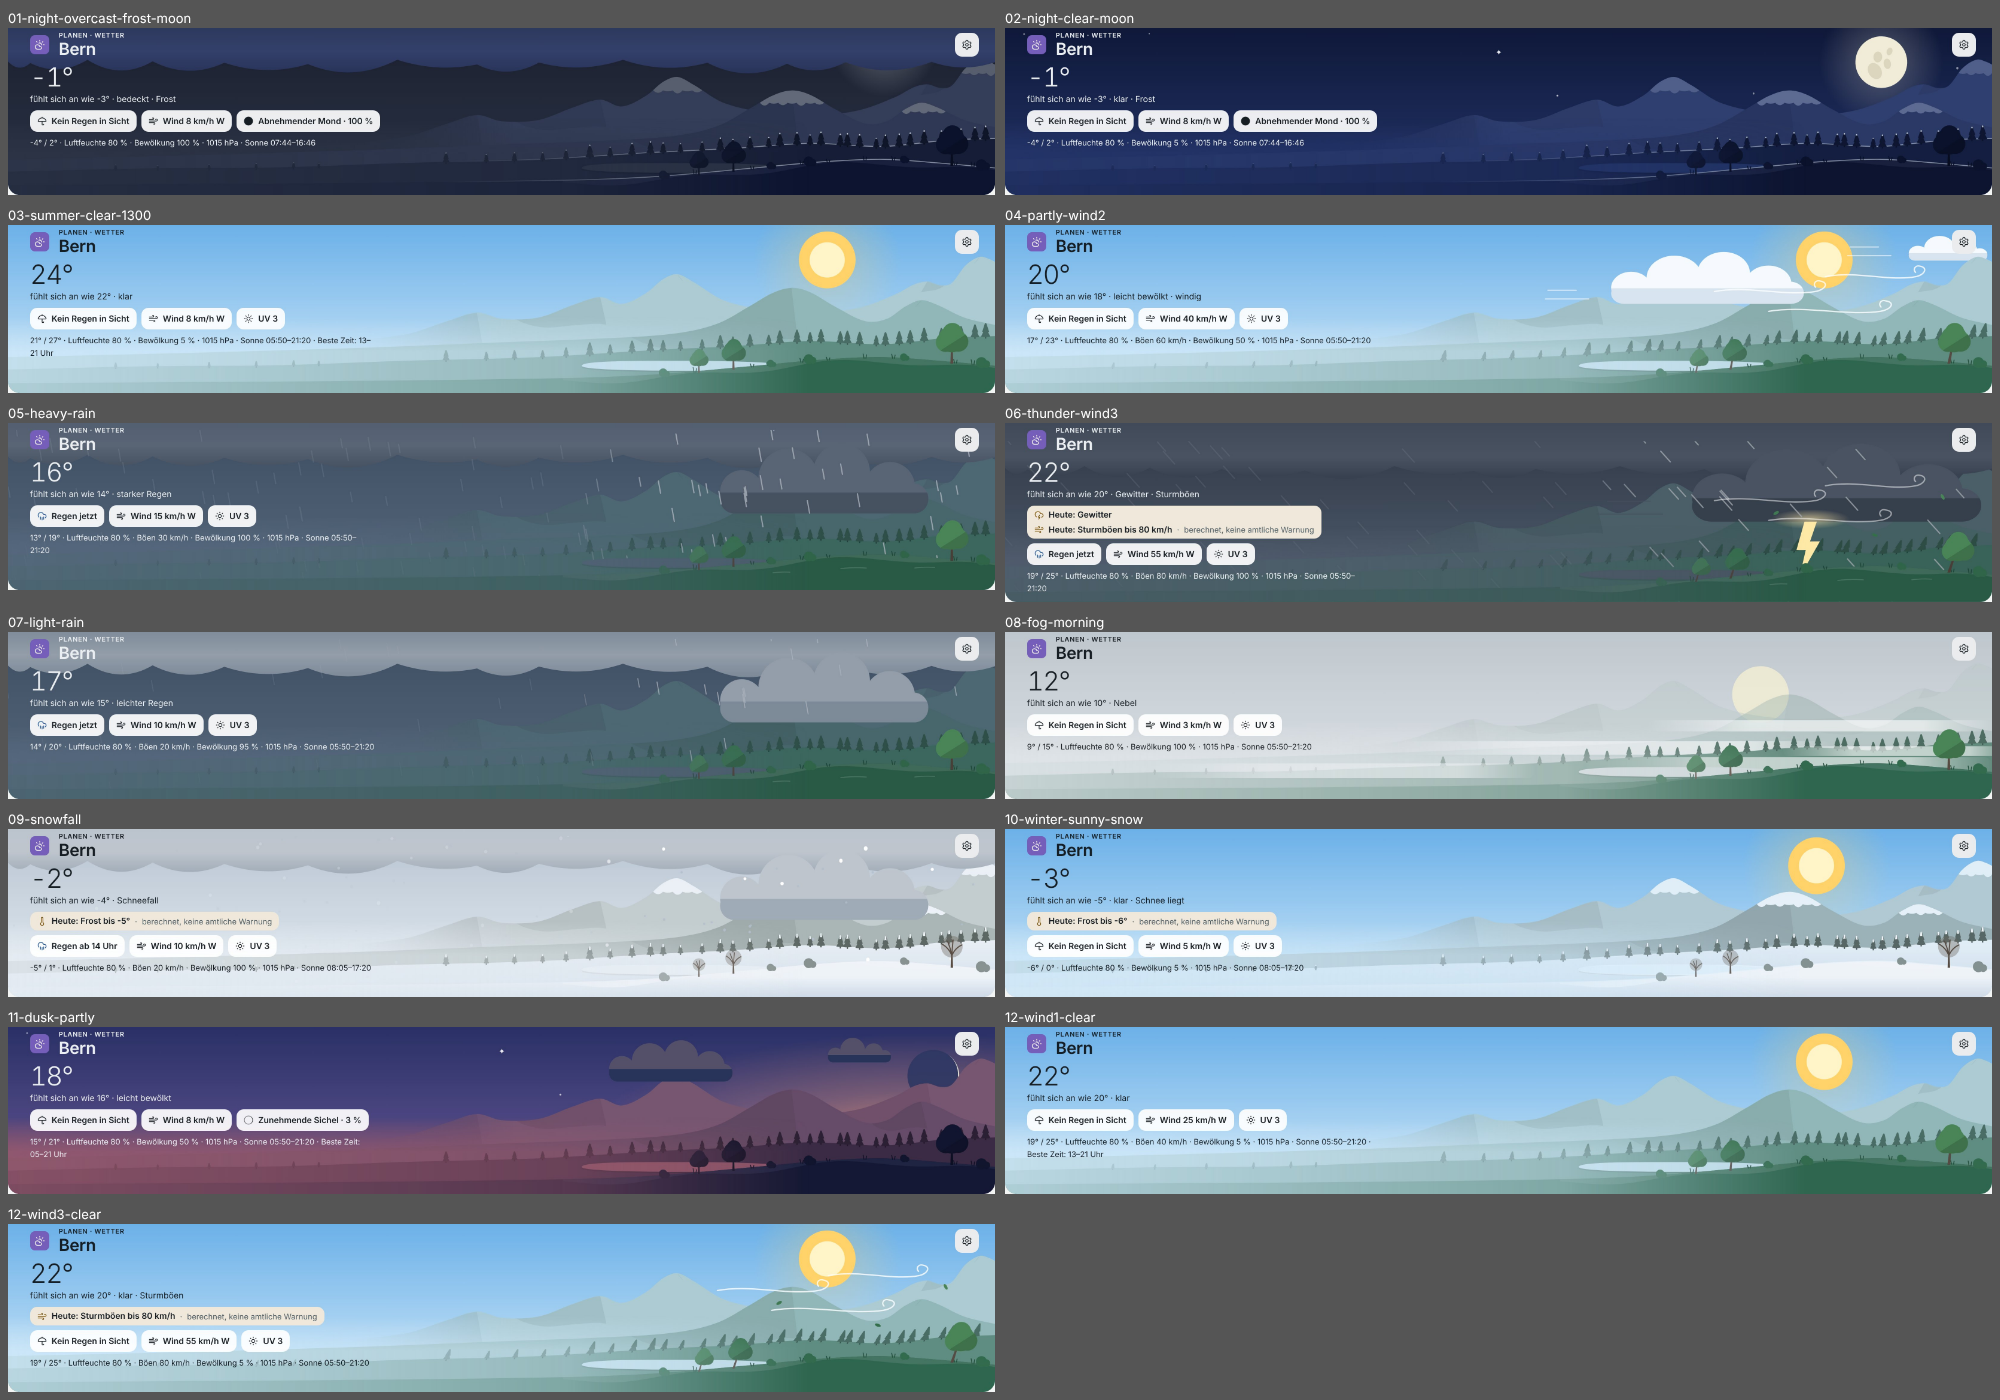 01-night-overcast-frost-moon
PLANEN · WETTER
Bern
-1°
fühlt sich an wie -3° · bedeckt · Frost
Kein Regen in Sicht
Wind 8 km/h W
Abnehmender Mond · 100 %
-4° / 2° · Luftfeuchte 80 % · Bewölkung 100 % · 1015 hPa · Sonne 07:44–16:46
02-night-clear-moon
PLANEN · WETTER
Bern
-1°
fühlt sich an wie -3° · klar · Frost
Kein Regen in Sicht
Wind 8 km/h W
Abnehmender Mond · 100 %
-4° / 2° · Luftfeuchte 80 % · Bewölkung 5 % · 1015 hPa · Sonne 07:44–16:46
03-summer-clear-1300
PLANEN · WETTER
Bern
24°
fühlt sich an wie 22° · klar
Kein Regen in Sicht
Wind 8 km/h W
UV 3
21° / 27° · Luftfeuchte 80 % · Bewölkung 5 % · 1015 hPa · Sonne 05:50–21:20 · Beste Zeit: 13–
21 Uhr
04-partly-wind2
PLANEN · WETTER
Bern
20°
fühlt sich an wie 18° · leicht bewölkt · windig
Kein Regen in Sicht
Wind 40 km/h W
UV 3
17° / 23° · Luftfeuchte 80 % · Böen 60 km/h · Bewölkung 50 % · 1015 hPa · Sonne 05:50–21:20
05-heavy-rain
PLANEN · WETTER
Bern
16°
fühlt sich an wie 14° · starker Regen
Regen jetzt
Wind 15 km/h W
UV 3
13° / 19° · Luftfeuchte 80 % · Böen 30 km/h · Bewölkung 100 % · 1015 hPa · Sonne 05:50–
21:20
06-thunder-wind3
PLANEN · WETTER
Bern
22°
fühlt sich an wie 20° · Gewitter · Sturmböen
Heute: Gewitter
Heute: Sturmböen bis 80 km/h · berechnet, keine amtliche Warnung
Regen jetzt
Wind 55 km/h W
UV 3
19° / 25° · Luftfeuchte 80 % · Böen 80 km/h · Bewölkung 100 % · 1015 hPa · Sonne 05:50–
21:20
07-light-rain
PLANEN · WETTER
Bern
17°
fühlt sich an wie 15° · leichter Regen
Regen jetzt
Wind 10 km/h W
UV 3
14° / 20° · Luftfeuchte 80 % · Böen 20 km/h · Bewölkung 95 % · 1015 hPa · Sonne 05:50–21:20
08-fog-morning
PLANEN · WETTER
Bern
12°
fühlt sich an wie 10° · Nebel
Kein Regen in Sicht
Wind 3 km/h W
UV 3
9° / 15° · Luftfeuchte 80 % · Bewölkung 100 % · 1015 hPa · Sonne 05:50–21:20
09-snowfall
PLANEN · WETTER
Bern
-2°
fühlt sich an wie -4° · Schneefall
Heute: Frost bis -5° · berechnet, keine amtliche Warnung
Regen ab 14 Uhr
Wind 10 km/h W
UV 3
-5° / 1° · Luftfeuchte 80 % · Böen 20 km/h · Bewölkung 100 % · 1015 hPa · Sonne 08:05–17:20
10-winter-sunny-snow
PLANEN · WETTER
Bern
-3°
fühlt sich an wie -5° · klar · Schnee liegt
Heute: Frost bis -6° · berechnet, keine amtliche Warnung
Kein Regen in Sicht
Wind 5 km/h W
UV 3
-6° / 0° · Luftfeuchte 80 % · Bewölkung 5 % · 1015 hPa · Sonne 08:05–17:20
11-dusk-partly
PLANEN · WETTER
Bern
18°
fühlt sich an wie 16° · leicht bewölkt
Kein Regen in Sicht
Wind 8 km/h W
Zunehmende Sichel · 3 %
15° / 21° · Luftfeuchte 80 % · Bewölkung 50 % · 1015 hPa · Sonne 05:50–21:20 · Beste Zeit:
05–21 Uhr
12-wind1-clear
PLANEN · WETTER
Bern
22°
fühlt sich an wie 20° · klar
Kein Regen in Sicht
Wind 25 km/h W
UV 3
19° / 25° · Luftfeuchte 80 % · Böen 40 km/h · Bewölkung 5 % · 1015 hPa · Sonne 05:50–21:20 ·
Beste Zeit: 13–21 Uhr
12-wind3-clear
PLANEN · WETTER
Bern
22°
fühlt sich an wie 20° · klar · Sturmböen
Heute: Sturmböen bis 80 km/h · berechnet, keine amtliche Warnung
Kein Regen in Sicht
Wind 55 km/h W
UV 3
19° / 25° · Luftfeuchte 80 % · Böen 80 km/h · Bewölkung 5 % · 1015 hPa · Sonne 05:50–21:20